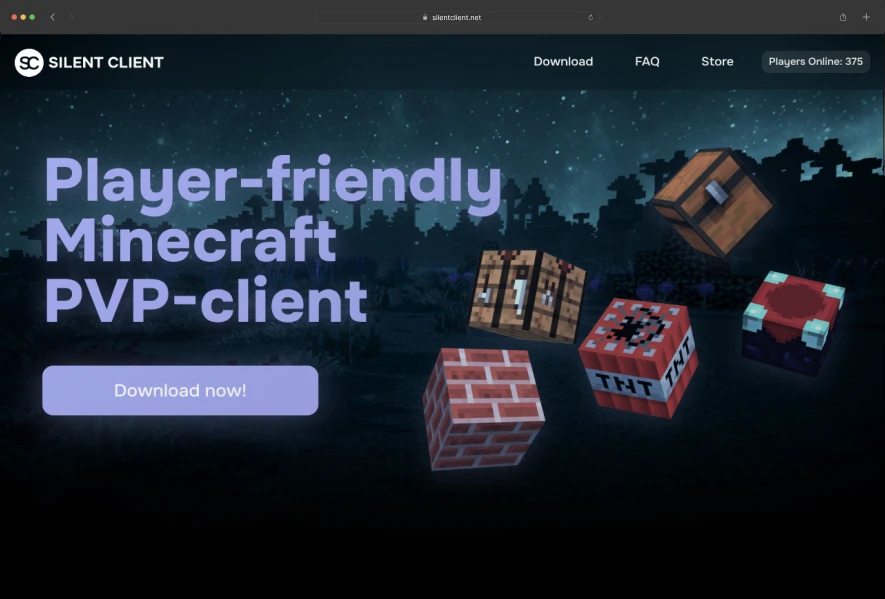 silentclient.net
SC SILENT CLIENT
Download
FAQ
Store
Players Online: 375
Player-friendly
Minecraft
PVP-client
Download now!
TNT
TNT